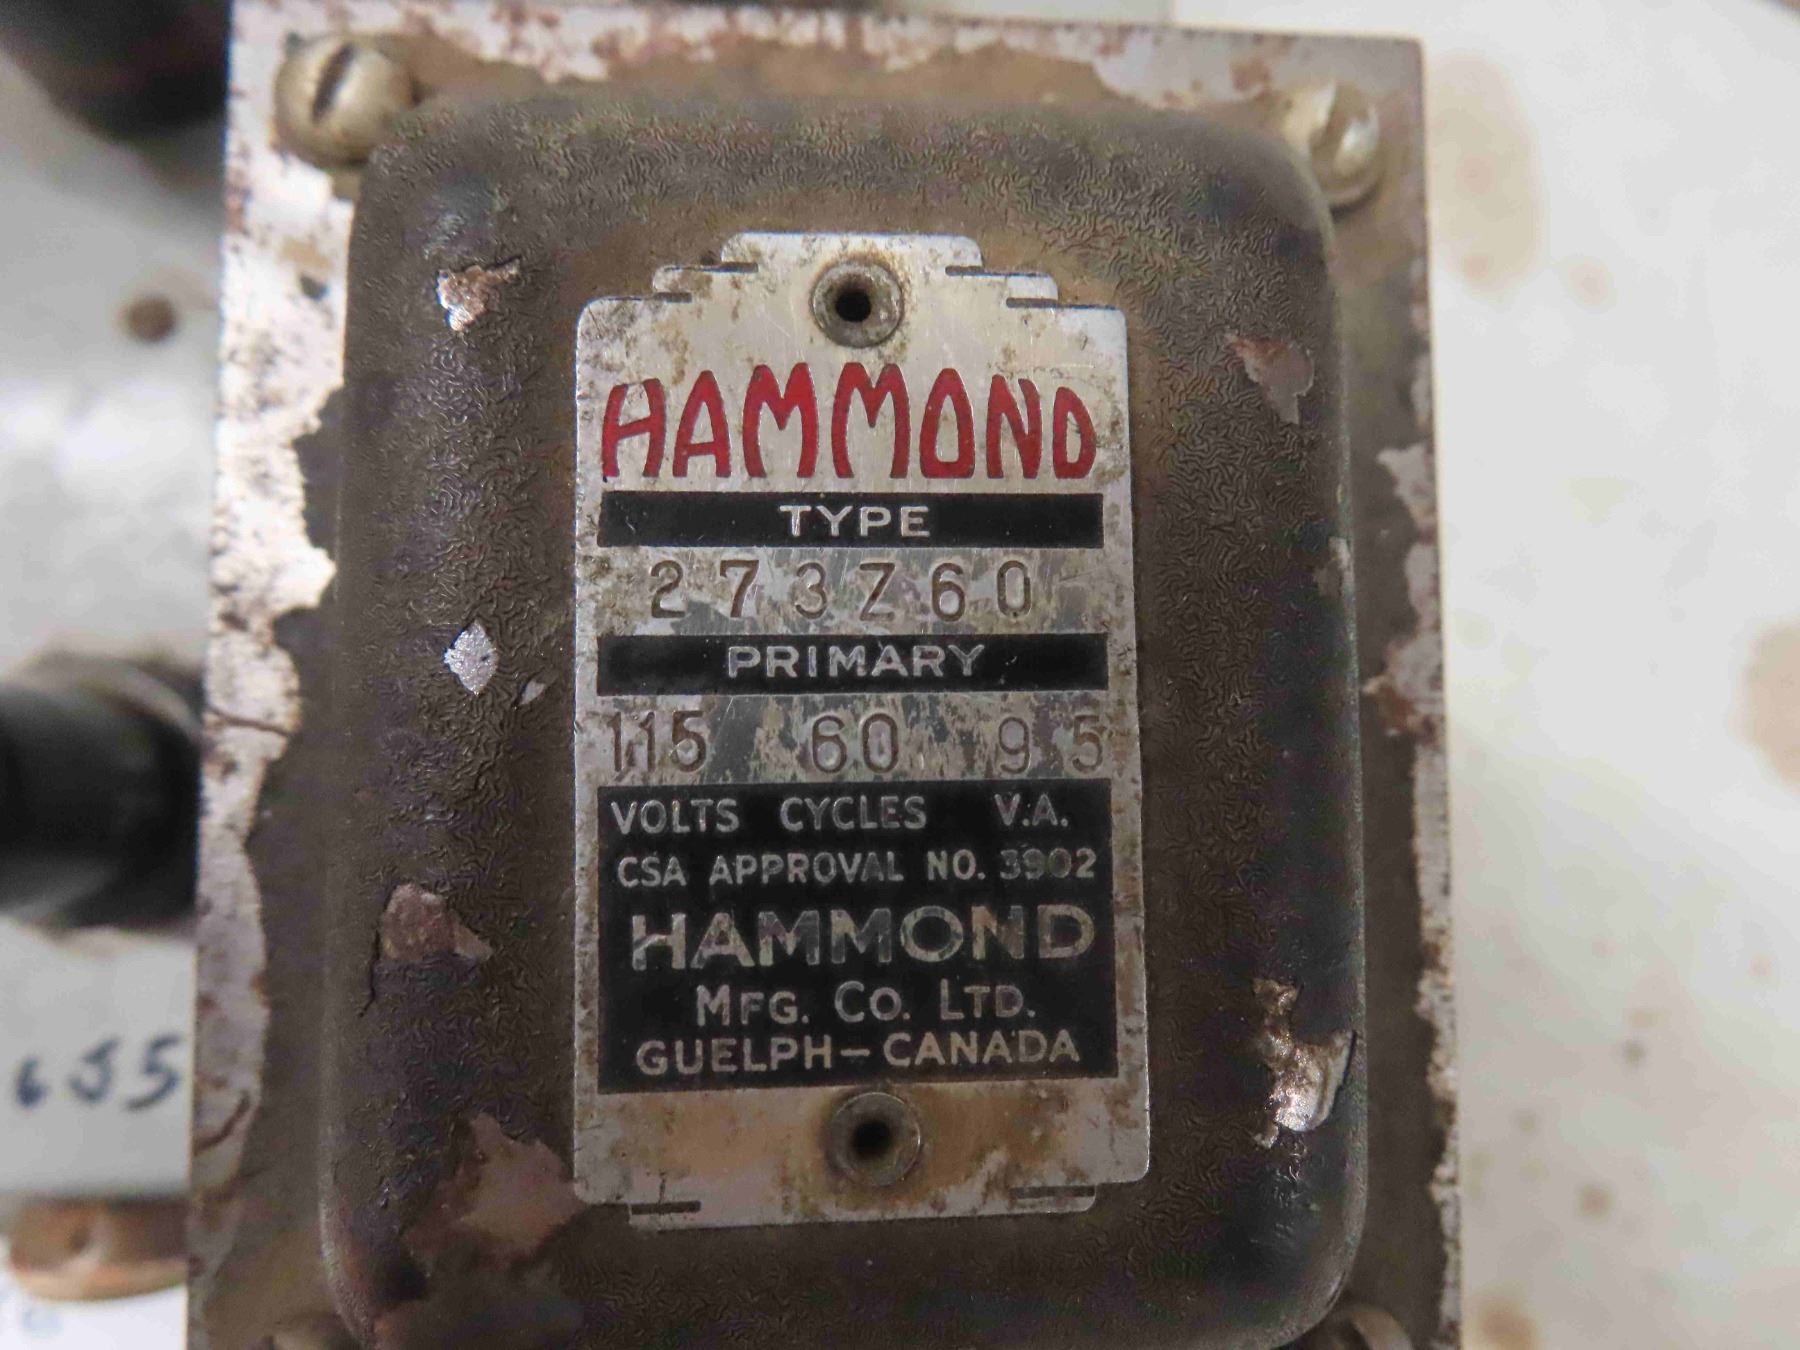 HAMMOND
TYPE
273Z60
PRIMARY
115 60 95
VOLTS CYCLES V.A.
CSA APPROVAL NO. 3902
HAMMOND
MFG. CO. LTD.
GUELPH-CANADA
6J5